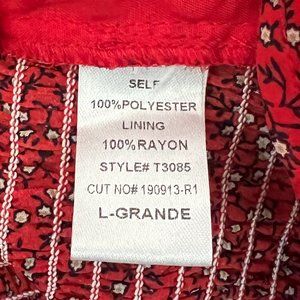 SELF
100%POLYESTER
LINING
100%RAYON
STYLE# T3085
CUT NO# 190913-R1
L-GRANDE